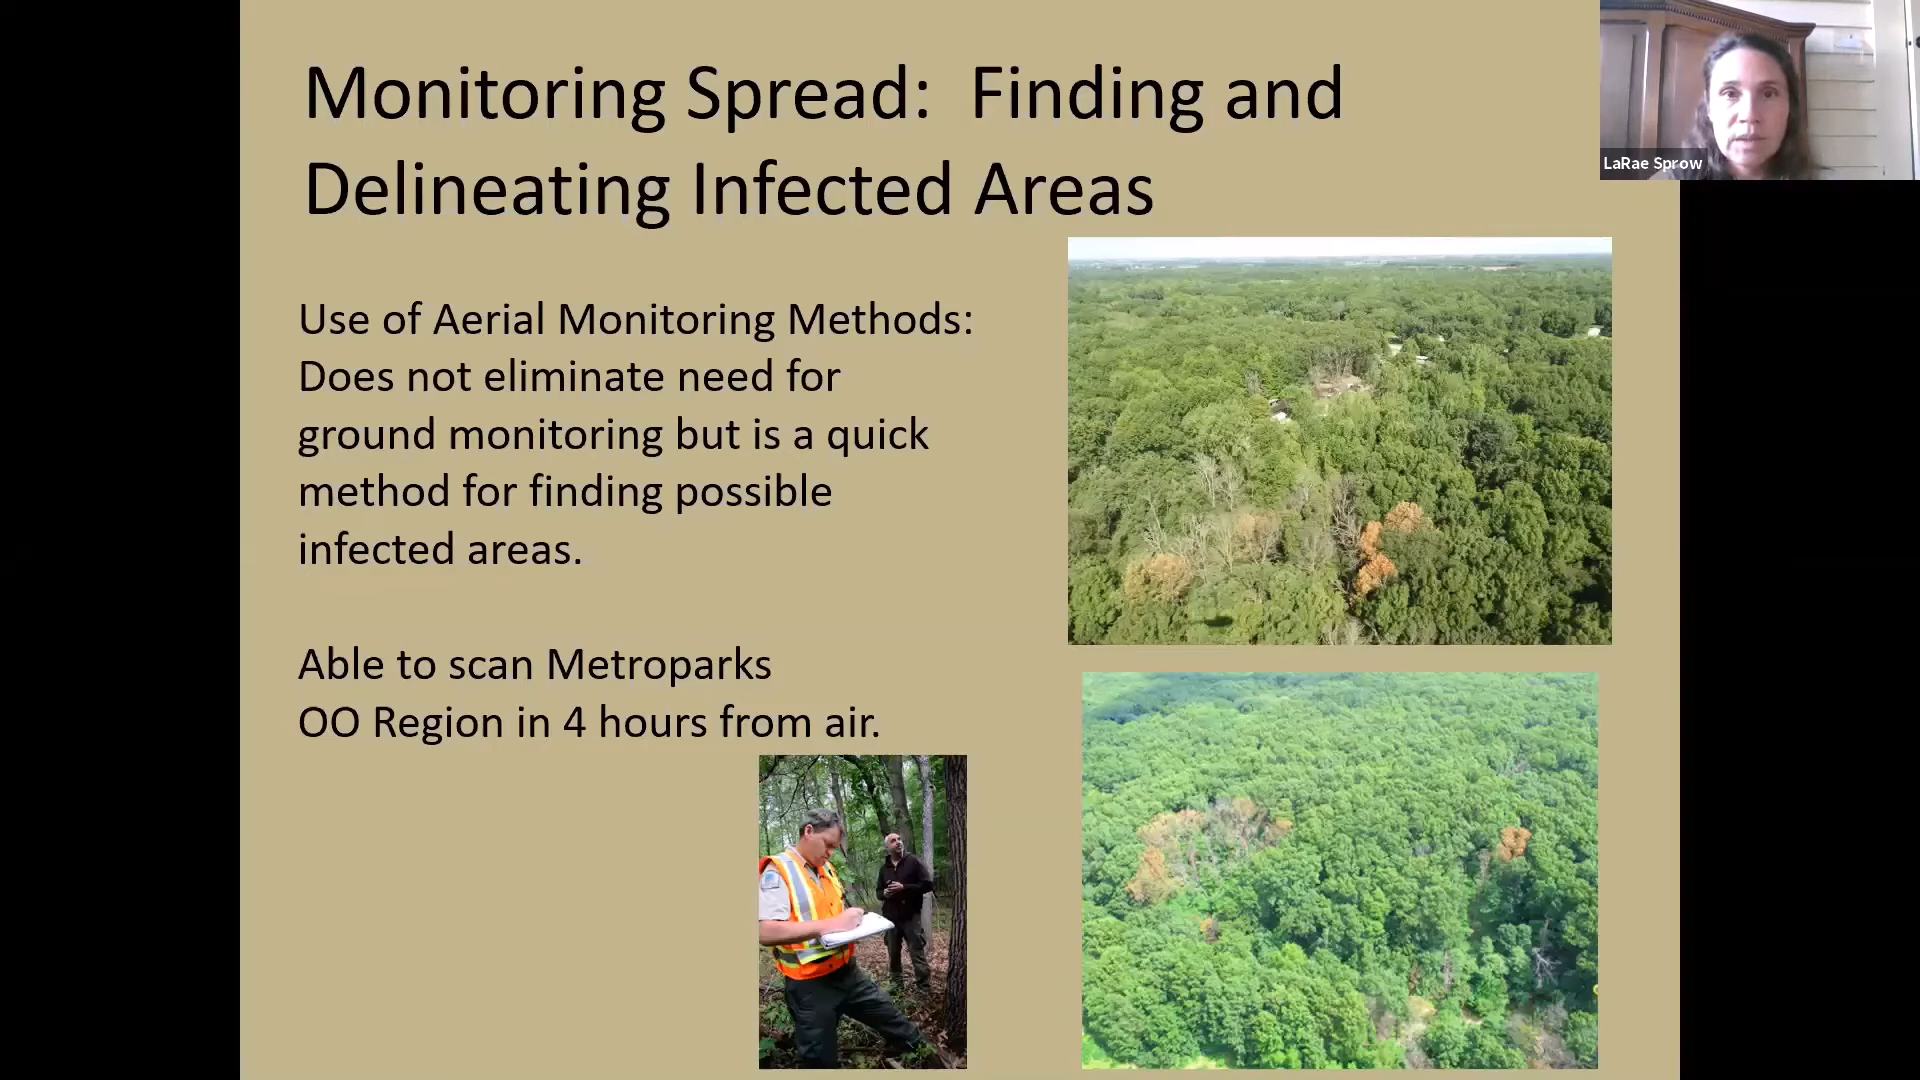 Monitoring Spread:  Finding and
Delineating Infected Areas
Use of Aerial Monitoring Methods:
Does not eliminate need for
ground monitoring but is a quick
method for finding possible
infected areas.
Able to scan Metroparks
OO Region in 4 hours from air.
LaRae Sprow